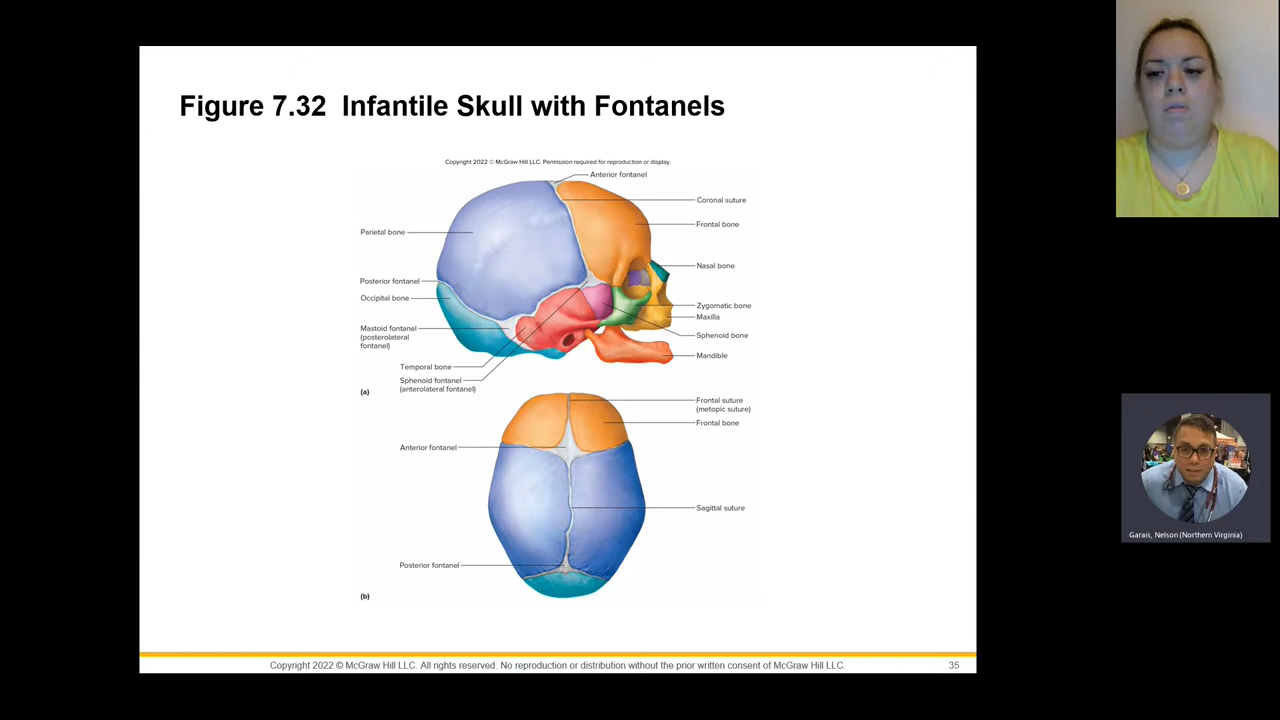 Figure 7.32 Infantile Skull with Fontanels
Copyright 2022 © McGraw Hill LLC. Permission required for reproduction or display.
Anterior fontanel
Coronal suture
Frontal bone
Parietal bone
Nasal bone
Posterior fontanel
Occipital bone
Zygomatic bone
Maxilla
Mastoid fontanel
(posterolateral
fontanel)
Sphenoid bone
Mandible
Temporal bone
Sphenoid fontanel
(anterolateral fontanel)
(a)
Frontal suture
(metopic suture)
Frontal bone
Anterior fontanel
Sagittal suture
Posterior fontanel
(b)
Copyright 2022 © McGraw Hill LLC. All rights reserved. No reproduction or distribution without the prior written consent of McGraw Hill LLC.
35
Garais, Nelson (Northern Virginia)